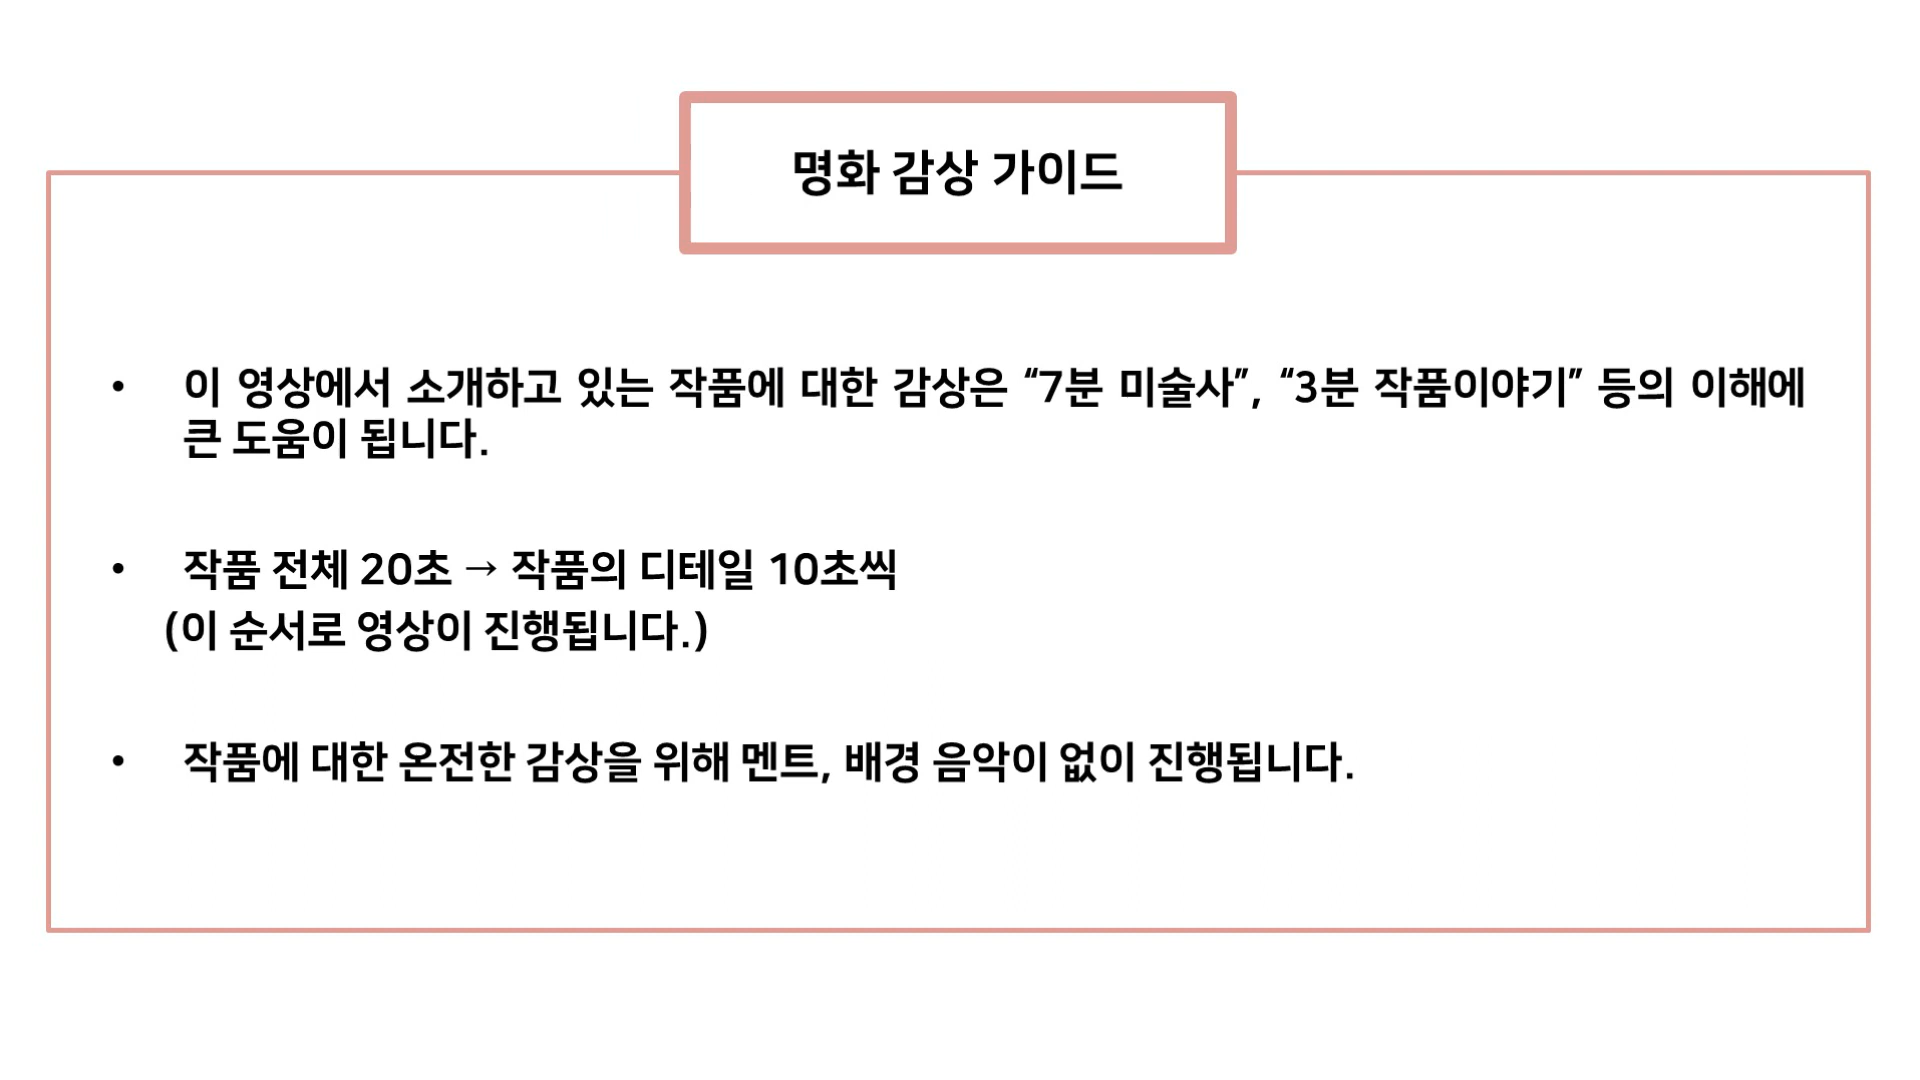 명화 감상 가이드
• 이 영상에서 소개하고 있는 작품에 대한 감상은 “7분 미술사”, “3분 작품이야기” 등의 이해에
큰 도움이 됩니다.
• 작품 전체 20초 → 작품의 디테일 10초씩
(이 순서로 영상이 진행됩니다.)
• 작품에 대한 온전한 감상을 위해 멘트, 배경 음악이 없이 진행됩니다.